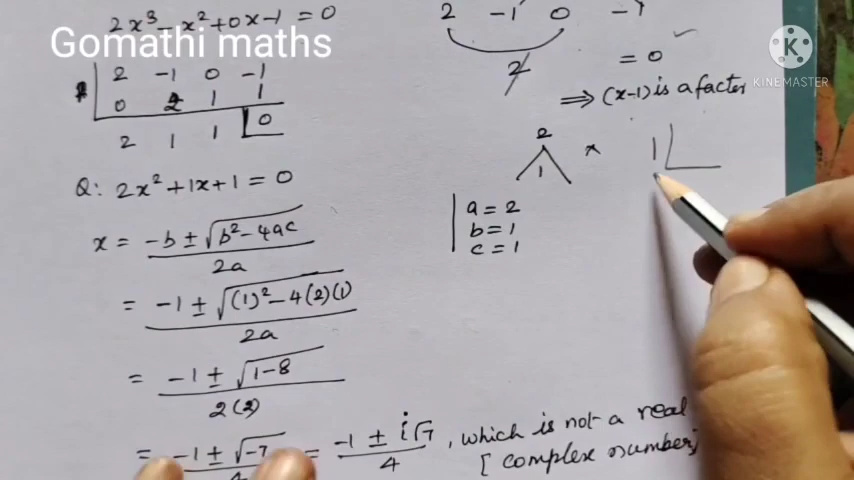 2x³ - x² + 0x - 1 = 0
Gomathi maths
1 | 2 -1 0 -1
0 2 1 1
2 1 1 | 0
Q: 2x² + 1x + 1 = 0
x = -b ± √b² - 4ac / 2a
= -1 ± √(1)² - 4(2)(1) / 2a
= -1 ± √1-8 / 2(2)
= -1 ± √-7 / 4 = -1 ± i√7 / 4 , which is not a real
[complex number]
2 -1 0 -1
2
= 0
K
KINEMASTER
⟹ (x-1) is a factor
2
1
x
1
a = 2
b = 1
c = 1